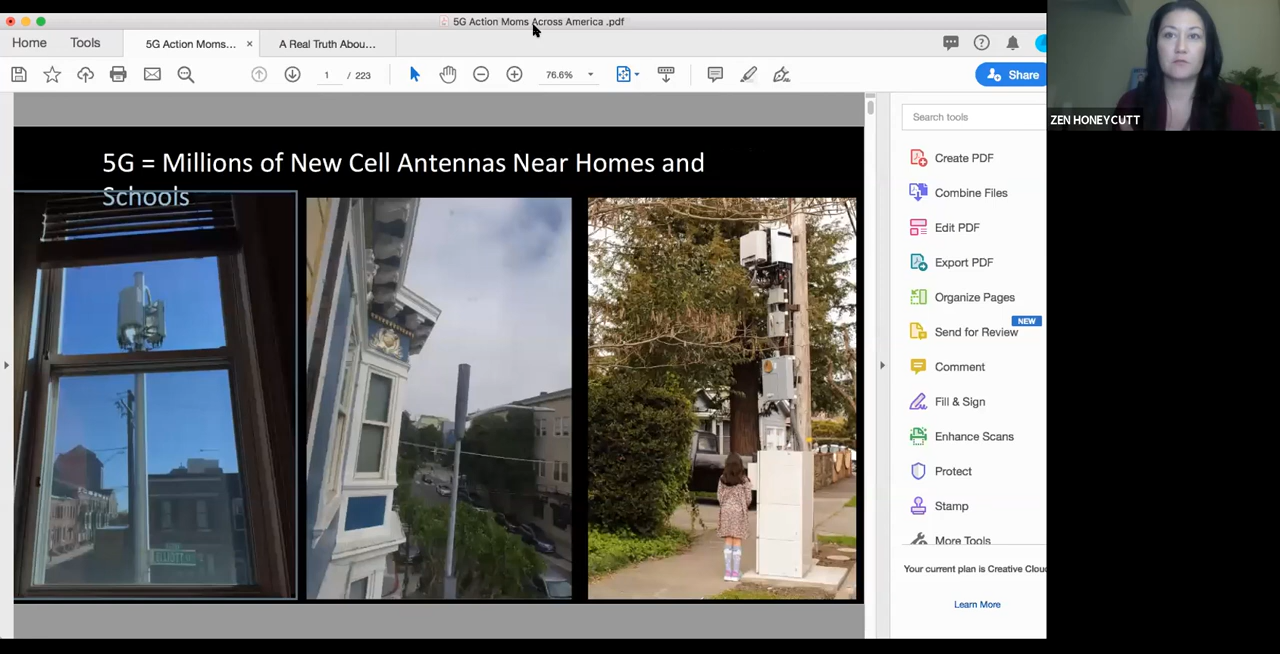 5G Action Moms Across America .pdf
Home
Tools
5G Action Moms...
×
A Real Truth Abou...
1 / 223
76.6%
Share
5G = Millions of New Cell Antennas Near Homes and
Schools
ELLIOTT
ZEN HONEYCUTT
Search tools
Create PDF
Combine Files
Edit PDF
Export PDF
Organize Pages
NEW
Send for Review
Comment
Fill & Sign
Enhance Scans
Protect
Stamp
More Tools
Your current plan is Creative Clou
Learn More